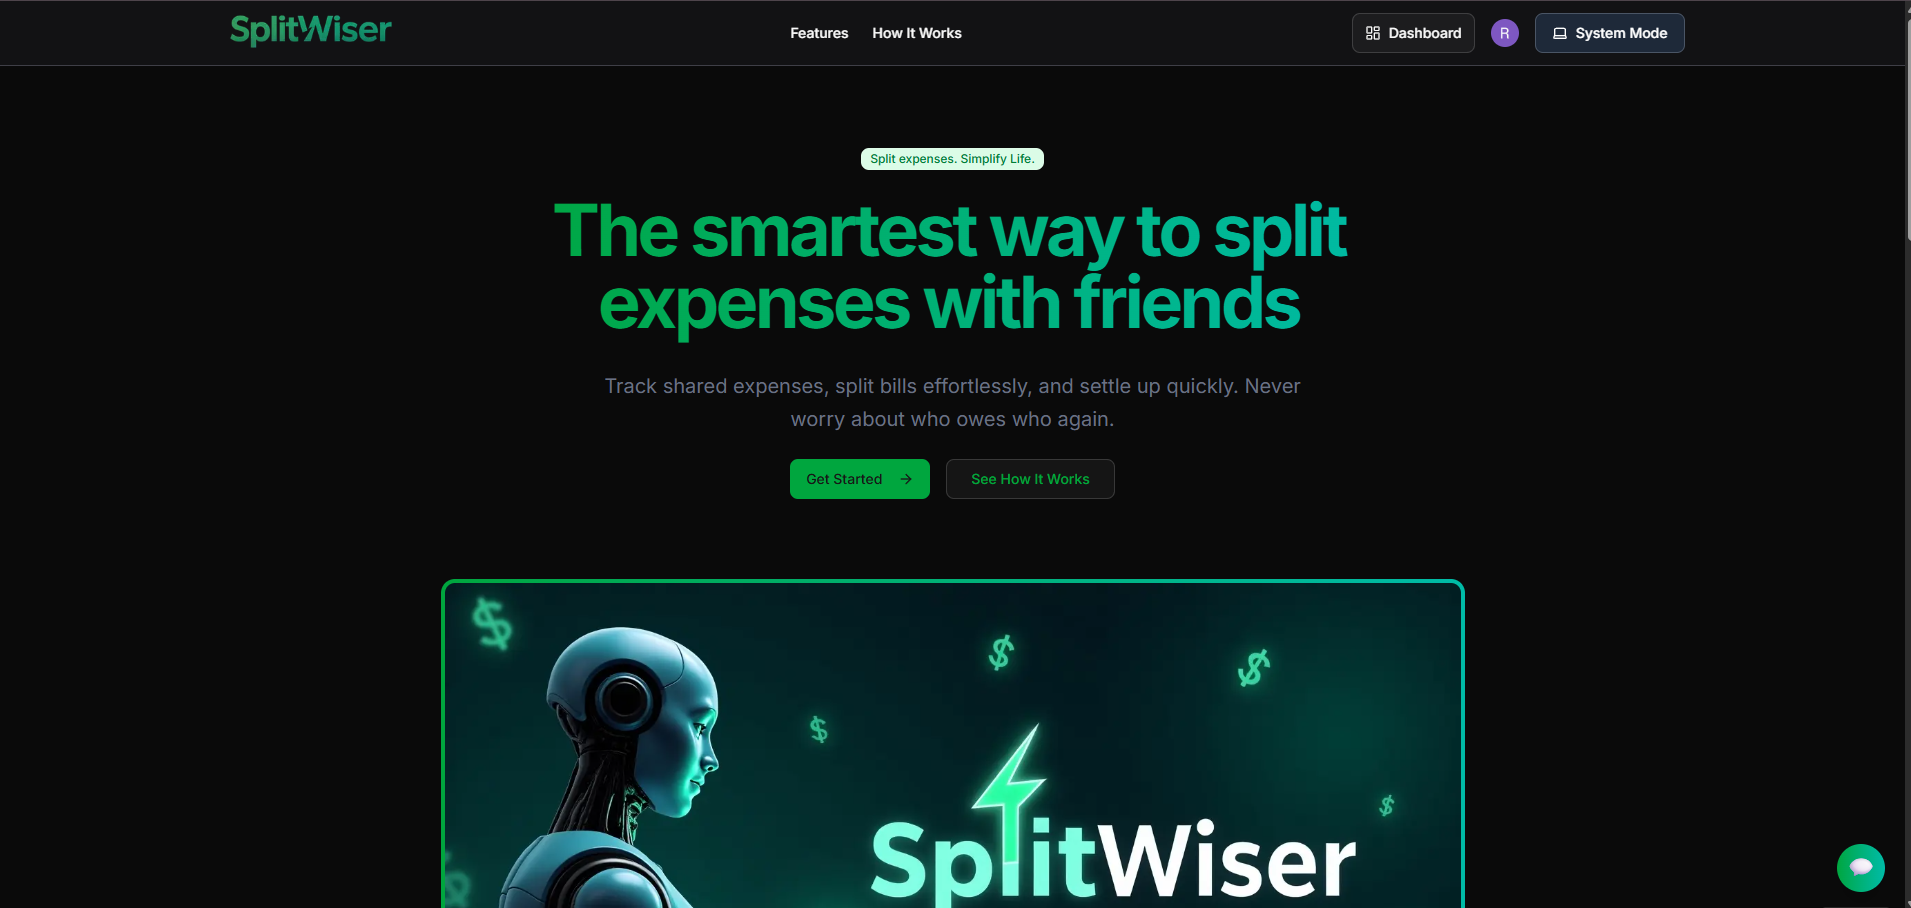 SplitWiser
Features
How It Works
Dashboard
R
System Mode
Split expenses. Simplify Life.
The smartest way to split
expenses with friends
Track shared expenses, split bills effortlessly, and settle up quickly. Never
worry about who owes who again.
Get Started →
See How It Works
$
$
$
$
$
$
SplitWiser